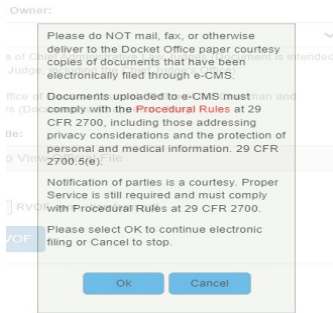 Owner:
Please do NOT mail, fax, or otherwise
deliver to the Docket Office paper courtesy
copies of documents that have been
electronically filed through e-CMS.
Documents uploaded to e-CMS must
comply with the Procedural Rules at 29
CFR 2700, including those addressing
privacy considerations and the protection of
personal and medical information. 29 CFR
2700.5(e).
Notification of parties is a courtesy. Proper
Service is still required and must comply
with Procedural Rules at 29 CFR 2700.
Please select OK to continue electronic
filing or Cancel to stop.
Ok
Cancel